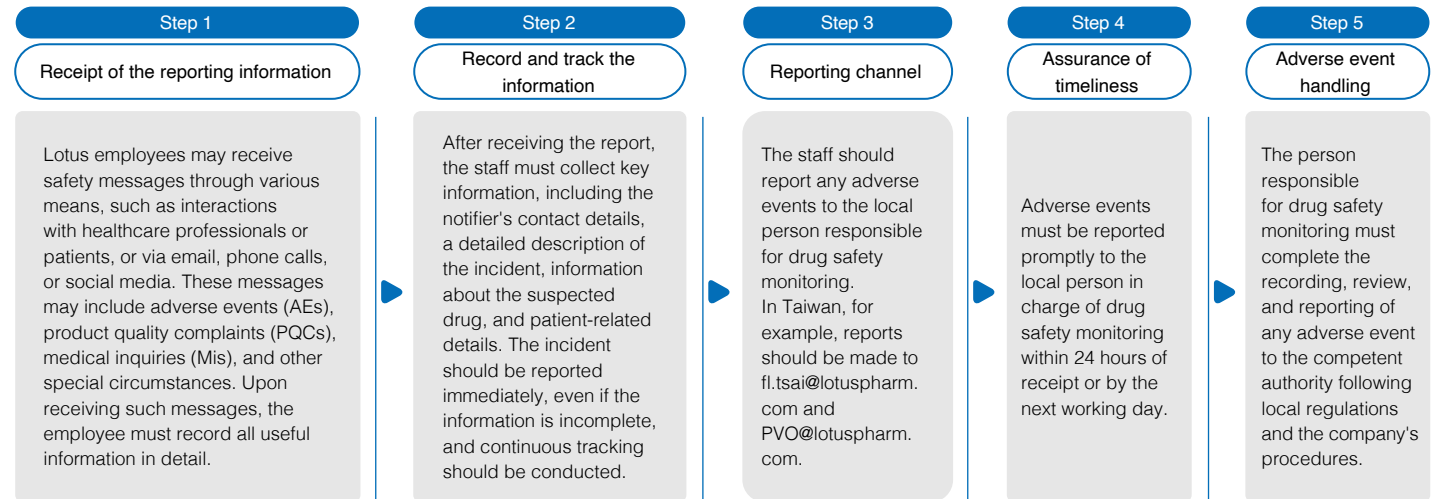 Step 1
Receipt of the reporting information
Lotus employees may receive
safety messages through various
means, such as interactions
with healthcare professionals or
patients, or via email, phone calls,
or social media. These messages
may include adverse events (AEs),
product quality complaints (PQCs),
medical inquiries (Mis), and other
special circumstances. Upon
receiving such messages, the
employee must record all useful
information in detail.
Step 2
Record and track the
information
After receiving the report,
the staff must collect key
information, including the
notifier's contact details,
a detailed description of
the incident, information
about the suspected
drug, and patient-related
details. The incident
should be reported
immediately, even if the
information is incomplete,
and continuous tracking
should be conducted.
Step 3
Reporting channel
The staff should
report any adverse
events to the local
person responsible
for drug safety
monitoring.
In Taiwan, for
example, reports
should be made to
fl.tsai@lotuspharm.
com and
PVO@lotuspharm.
com.
Step 4
Assurance of
timeliness
Adverse events
must be reported
promptly to the
local person in
charge of drug
safety monitoring
within 24 hours of
receipt or by the
next working day.
Step 5
Adverse event
handling
The person
responsible
for drug safety
monitoring must
complete the
recording, review,
and reporting of
any adverse event
to the competent
authority following
local regulations
and the company's
procedures.